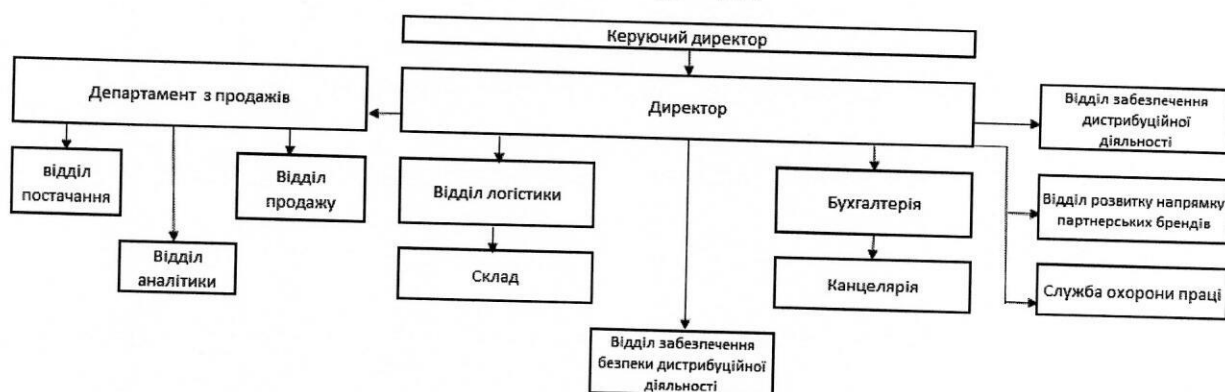 Керуючий директор
Департамент з продажів
Директор
Відділ забезпечення
дистрибуційної
діяльності
відділ
постачання
Відділ
продажу
Відділ логістики
Бухгалтерія
Відділ розвитку напрямку
партнерських брендів
Відділ
аналітики
Склад
Канцелярія
Служба охорони праці
Відділ забезпечення
безпеки дистрибуційної
діяльності